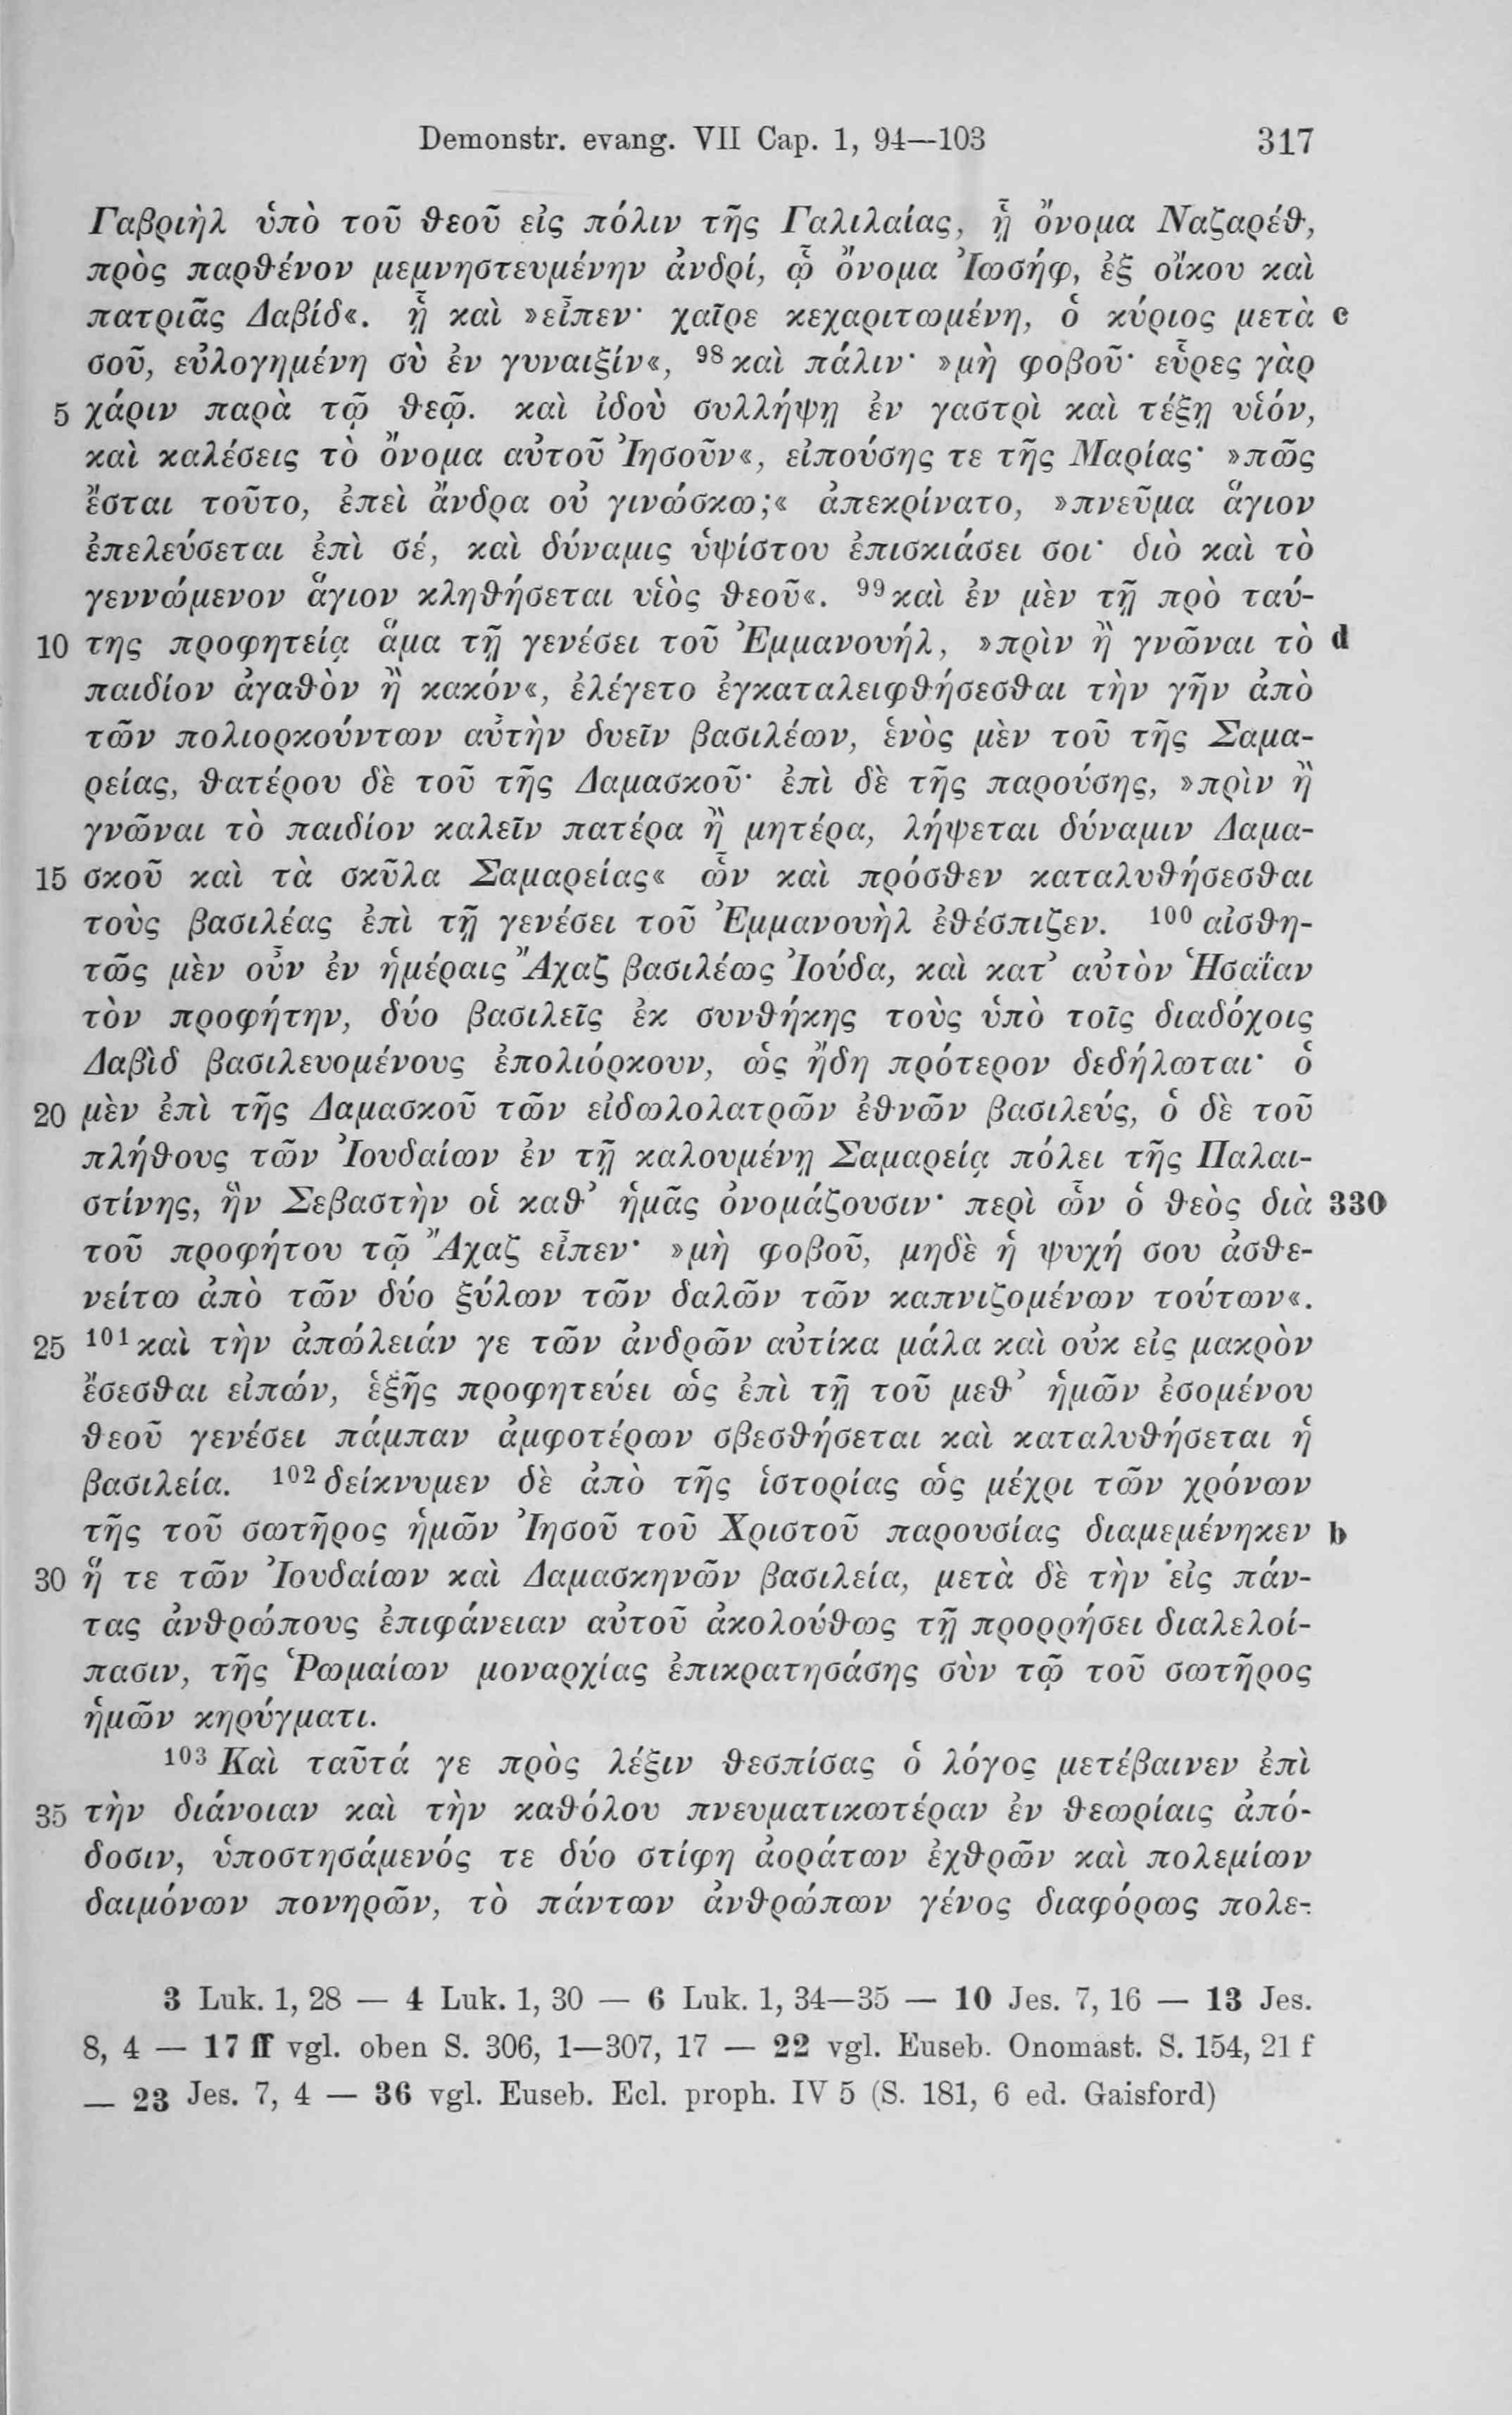 Demonstr. evang. VII Cap. 1, 94—103 317
Γαβριὴλ ὑπὸ τοῦ θεοῦ εἰς πόλιν τῆς Γαλιλαίας, ᾗ ὄνομα Ναζαρέθ,
πρὸς παρθένον μεμνηστευμένην ἀνδρί, ᾧ ὄνομα Ἰωσήφ, ἐξ οἴκου καὶ
πατριᾶς Δαβίδ«. ᾗ καὶ »εἶπεν· χαῖρε κεχαριτωμένη, ὁ κύριος μετὰ c
σοῦ, εὐλογημένη σὺ ἐν γυναιξίν«, ⁹⁸ καὶ πάλιν· »μὴ φοβοῦ· εὗρες γὰρ
5 χάριν παρὰ τῷ θεῷ. καὶ ἰδοὺ συλλήψῃ ἐν γαστρὶ καὶ τέξῃ υἱόν,
καὶ καλέσεις τὸ ὄνομα αὐτοῦ Ἰησοῦν«, εἰπούσης τε τῆς Μαρίας· »πῶς
ἔσται τοῦτο, ἐπεὶ ἄνδρα οὐ γινώσκω;« ἀπεκρίνατο, »πνεῦμα ἅγιον
ἐπελεύσεται ἐπὶ σέ, καὶ δύναμις ὑψίστου ἐπισκιάσει σοι· διὸ καὶ τὸ
γεννώμενον ἅγιον κληθήσεται υἱὸς θεοῦ«. ⁹⁹ καὶ ἐν μὲν τῇ πρὸ ταύ-
10 της προφητείᾳ ἅμα τῇ γενέσει τοῦ Ἐμμανουήλ, »πρὶν ἢ γνῶναι τὸ d
παιδίον ἀγαθὸν ἢ κακόν«, ἐλέγετο ἐγκαταλειφθήσεσθαι τὴν γῆν ἀπὸ
τῶν πολιορκούντων αὐτὴν δυεῖν βασιλέων, ἑνὸς μὲν τοῦ τῆς Σαμα-
ρείας, θατέρου δὲ τοῦ τῆς Δαμασκοῦ· ἐπὶ δὲ τῆς παρούσης, »πρὶν ἢ
γνῶναι τὸ παιδίον καλεῖν πατέρα ἢ μητέρα, λήψεται δύναμιν Δαμα-
15 σκοῦ καὶ τὰ σκῦλα Σαμαρείας« ὧν καὶ πρόσθεν καταλυθήσεσθαι
τοὺς βασιλέας ἐπὶ τῇ γενέσει τοῦ Ἐμμανουὴλ ἐθέσπιζεν. ¹⁰⁰ αἰσθη-
τῶς μὲν οὖν ἐν ἡμέραις Ἄχαζ βασιλέως Ἰούδα, καὶ κατ’ αὐτὸν Ἡσαΐαν
τὸν προφήτην, δύο βασιλεῖς ἐκ συνθήκης τοὺς ὑπὸ τοῖς διαδόχοις
Δαβὶδ βασιλευομένους ἐπολιόρκουν, ὡς ἤδη πρότερον δεδήλωται· ὁ
20 μὲν ἐπὶ τῆς Δαμασκοῦ τῶν εἰδωλολατρῶν ἐθνῶν βασιλεύς, ὁ δὲ τοῦ
πλήθους τῶν Ἰουδαίων ἐν τῇ καλουμένῃ Σαμαρείᾳ πόλει τῆς Παλαι-
στίνης, ἣν Σεβαστὴν οἱ καθ’ ἡμᾶς ὀνομάζουσιν· περὶ ὧν ὁ θεὸς διὰ 330
τοῦ προφήτου τῷ Ἄχαζ εἶπεν· »μὴ φοβοῦ, μηδὲ ἡ ψυχή σου ἀσθε-
νείτω ἀπὸ τῶν δύο ξύλων τῶν δαλῶν τῶν καπνιζομένων τούτων«.
25 ¹⁰¹ καὶ τὴν ἀπώλειάν γε τῶν ἀνδρῶν αὐτίκα μάλα καὶ οὐκ εἰς μακρὸν
ἔσεσθαι εἰπών, ἑξῆς προφητεύει ὡς ἐπὶ τῇ τοῦ μεθ’ ἡμῶν ἐσομένου
θεοῦ γενέσει πάμπαν ἀμφοτέρων σβεσθήσεται καὶ καταλυθήσεται ἡ
βασιλεία. ¹⁰² δείκνυμεν δὲ ἀπὸ τῆς ἱστορίας ὡς μέχρι τῶν χρόνων
τῆς τοῦ σωτῆρος ἡμῶν Ἰησοῦ τοῦ Χριστοῦ παρουσίας διαμεμένηκεν b
30 ἥ τε τῶν Ἰουδαίων καὶ Δαμασκηνῶν βασιλεία, μετὰ δὲ τὴν εἰς πάν-
τας ἀνθρώπους ἐπιφάνειαν αὐτοῦ ἀκολούθως τῇ προρρήσει διαλελοί-
πασιν, τῆς Ῥωμαίων μοναρχίας ἐπικρατησάσης σὺν τῷ τοῦ σωτῆρος
ἡμῶν κηρύγματι.
¹⁰³ Καὶ ταῦτά γε πρὸς λέξιν θεσπίσας ὁ λόγος μετέβαινεν ἐπὶ
35 τὴν διάνοιαν καὶ τὴν καθόλου πνευματικωτέραν ἐν θεωρίαις ἀπό-
δοσιν, ὑποστησάμενός τε δύο στίφη ἀοράτων ἐχθρῶν καὶ πολεμίων
δαιμόνων πονηρῶν, τὸ πάντων ἀνθρώπων γένος διαφόρως πολε-
3 Luk. 1, 28 — 4 Luk. 1, 30 — 6 Luk. 1, 34—35 — 10 Jes. 7, 16 — 13 Jes.
8, 4 — 17 ff vgl. oben S. 306, 1—307, 17 — 22 vgl. Euseb. Onomast. S. 154, 21 f
— 23 Jes. 7, 4 — 36 vgl. Euseb. Ecl. proph. IV 5 (S. 181, 6 ed. Gaisford)